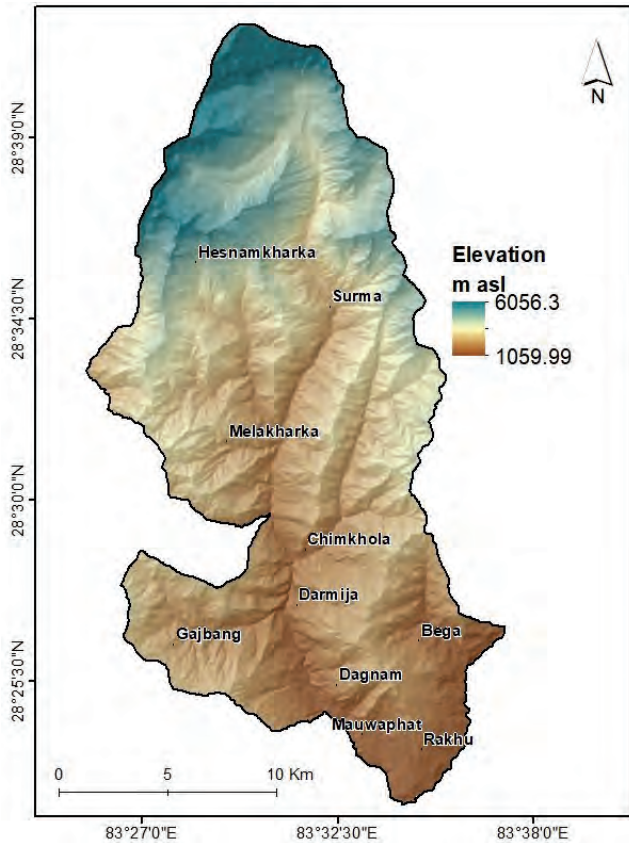 N
28°39'0"N
Hesnamkharka
Elevation
m asl
6056.3
1059.99
Surma
28°34'30"N
Melakharka
28°30'0"N
Chimkhola
Darmija
Gajbang
Bega
28°25'30"N
Dagnam
Mauwaphat
Rakhu
0 5 10 Km
83°27'0"E 83°32'30"E 83°38'0"E